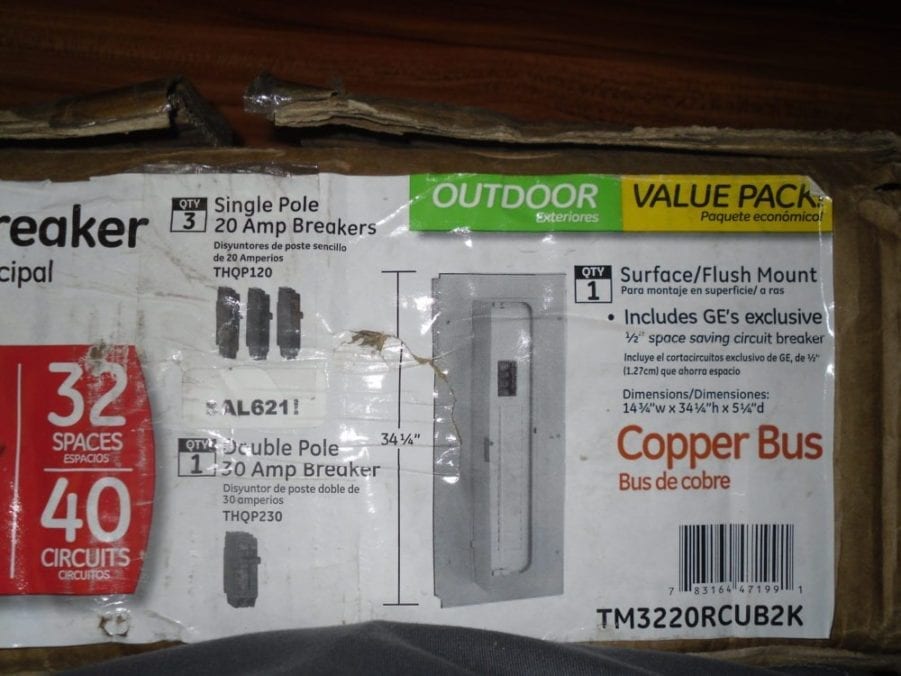 reaker
cipal
32
SPACES
ESPACIOS
40
CIRCUITS
CIRCUITOS
QTY
3
Single Pole
20 Amp Breakers
Disyuntores de poste sencillo
de 20 Amperios
THQP120
AL621
QTY
1
Double Pole
30 Amp Breaker
Disyuntor de poste doble de
30 amperios
THQP230
34 ¼"
OUTDOOR
Exteriores
VALUE PACK!
Paquete económico!
QTY
1
Surface/Flush Mount
Para montaje en superficie/ a ras
• Includes GE's exclusive
½" space saving circuit breaker
Incluye el cortacircuitos exclusivo de GE, de ½"
(1.27cm) que ahorra espacio
Dimensions/Dimensiones:
14¾"w x 34¼"h x 5¼"d
Copper Bus
Bus de cobre
7 83164 47199 1
TM3220RCUB2K